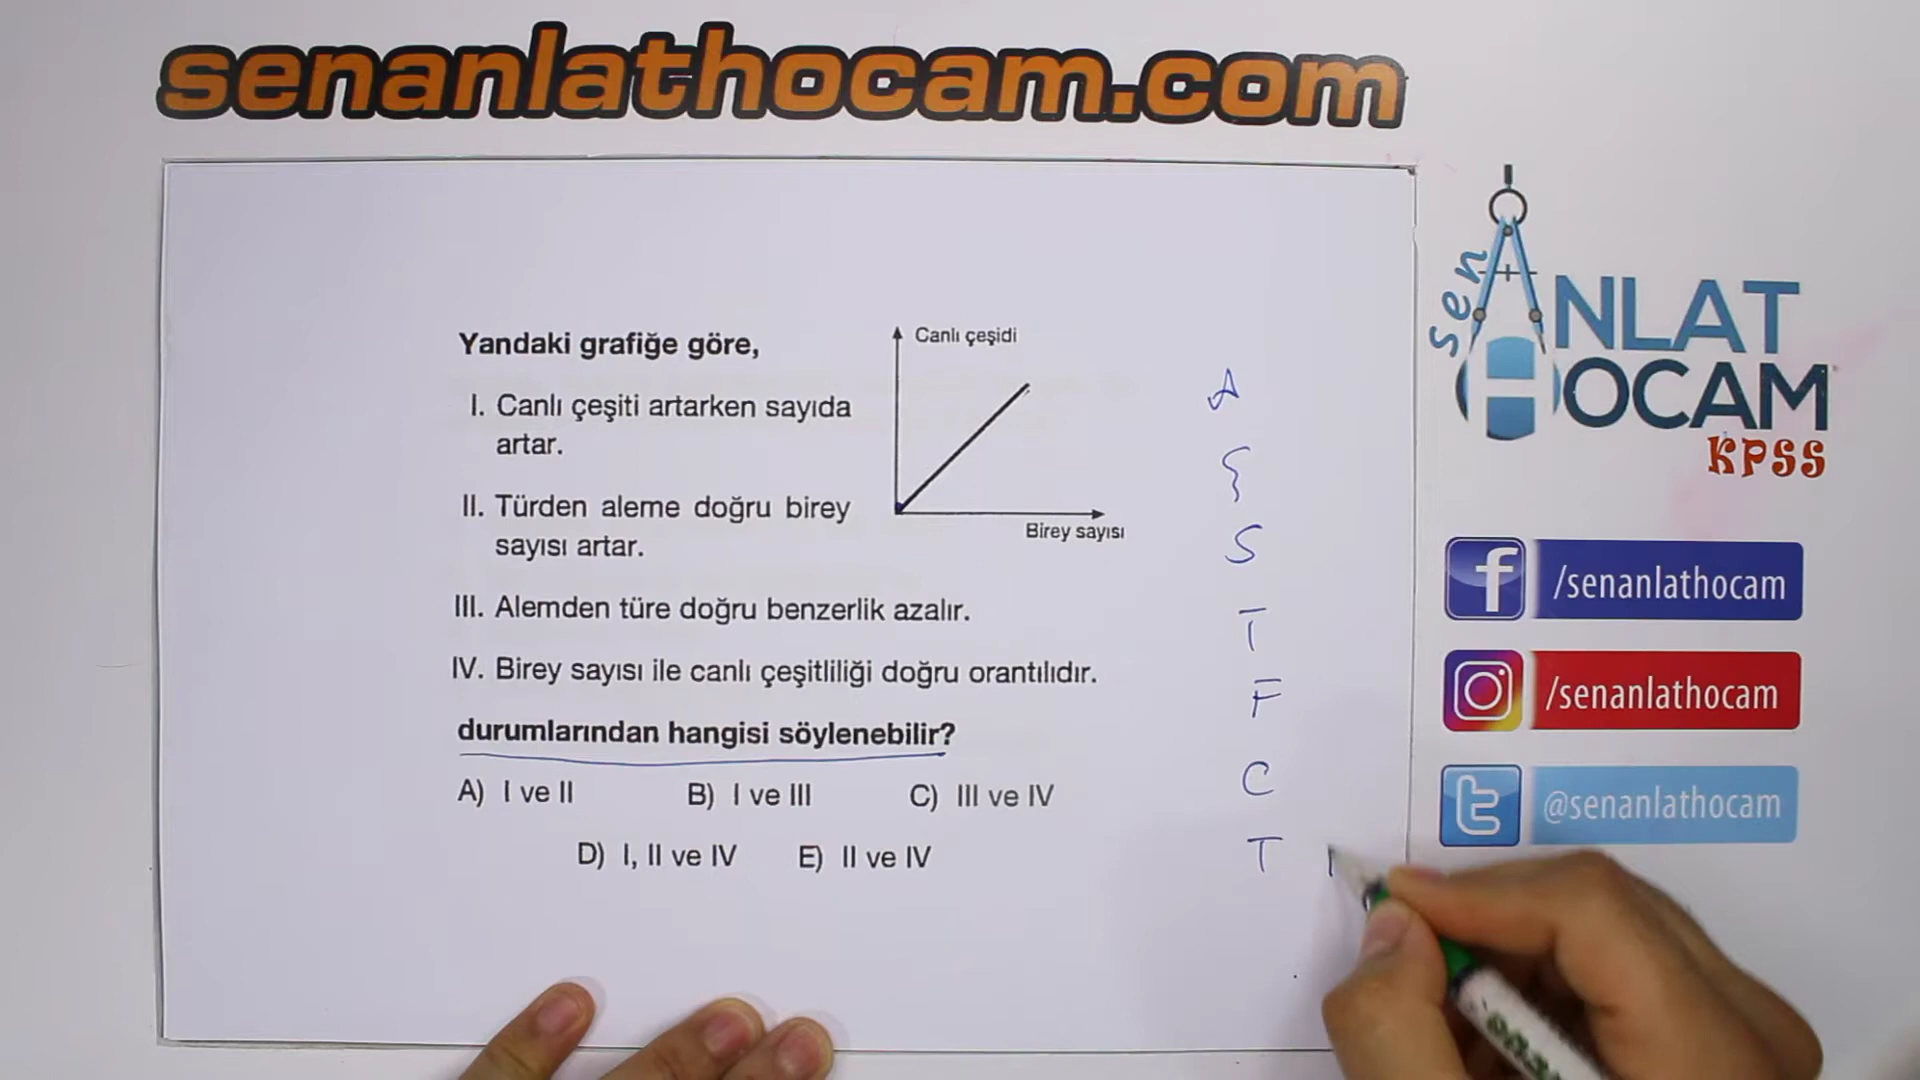 senanlathocam.com
Yandaki grafiğe göre,
Canlı çeşidi
I. Canlı çeşiti artarken sayıda
artar.
II. Türden aleme doğru birey
sayısı artar.
Birey sayısı
III. Alemden türe doğru benzerlik azalır.
IV. Birey sayısı ile canlı çeşitliliği doğru orantılıdır.
durumlarından hangisi söylenebilir?
A) I ve II B) I ve III C) III ve IV
D) I, II ve IV E) II ve IV
A
Ş
S
T
F
C
T
sen
ANLAT
HOCAM
KPSS
f /senanlathocam
/senanlathocam
t @senanlathocam